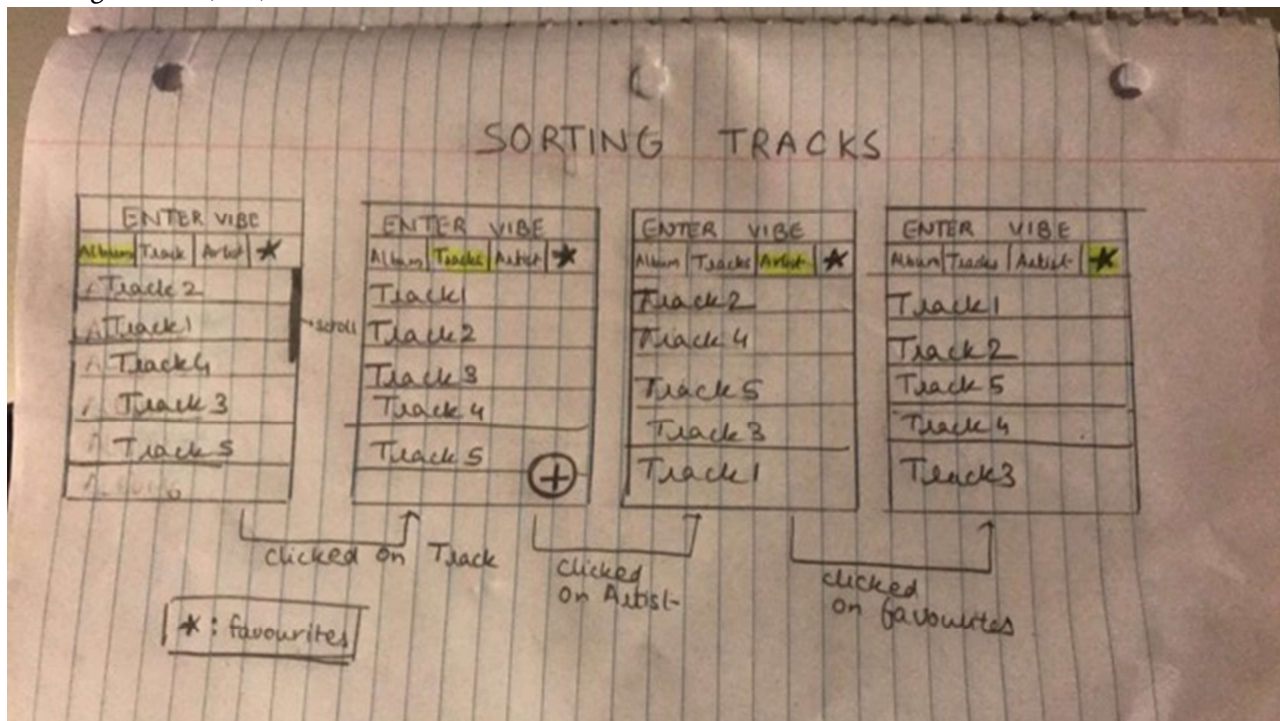 SORTING TRACKS
ENTER VIBE
Album Track Artist *
Track 2
Track 1
Track 4
Track 3
Track 5
scroll
ENTER VIBE
Album Tracks Artist *
Track 1
Track 2
Track 3
Track 4
Track 5
+
ENTER VIBE
Album Tracks Artist *
Track 2
Track 4
Track 5
Track 3
Track 1
ENTER VIBE
Album Tracks Artist *
Track 1
Track 2
Track 5
Track 4
Track 3
clicked on Track
clicked
on Artist
clicked
on favourites
* : favourites